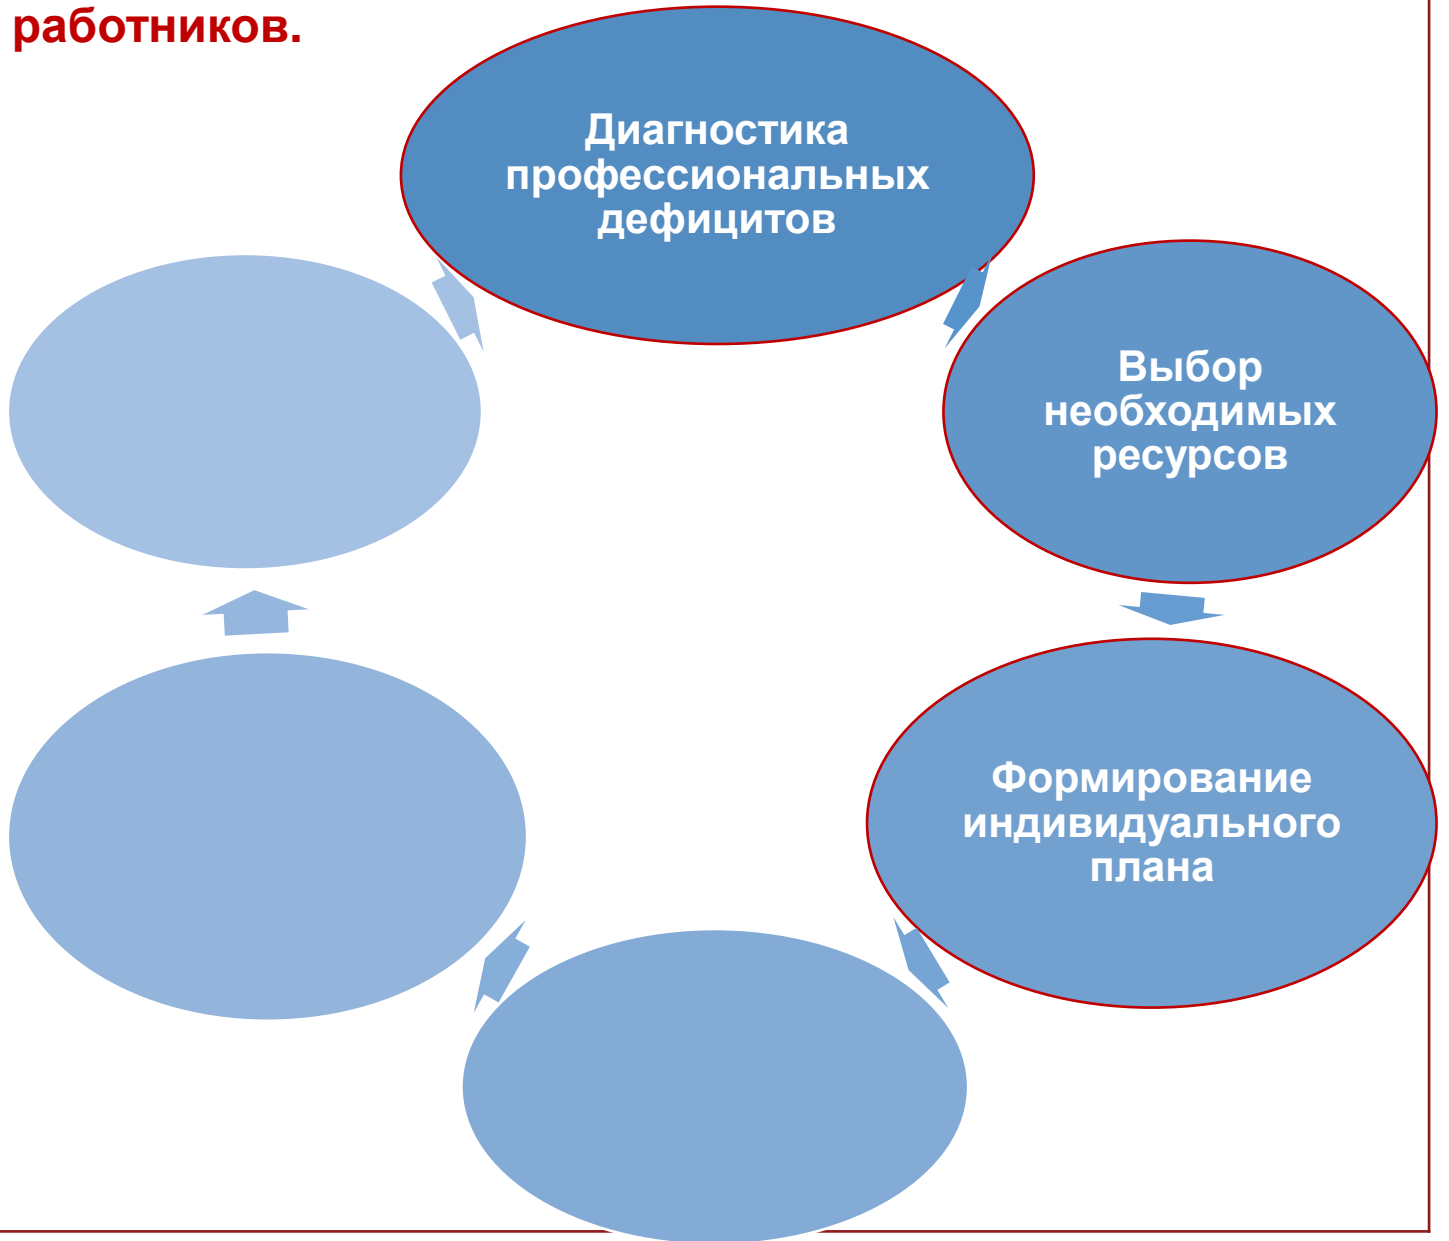 работников.
Диагностика
профессиональных
дефицитов
Выбор
необходимых
ресурсов
Формирование
индивидуального
плана